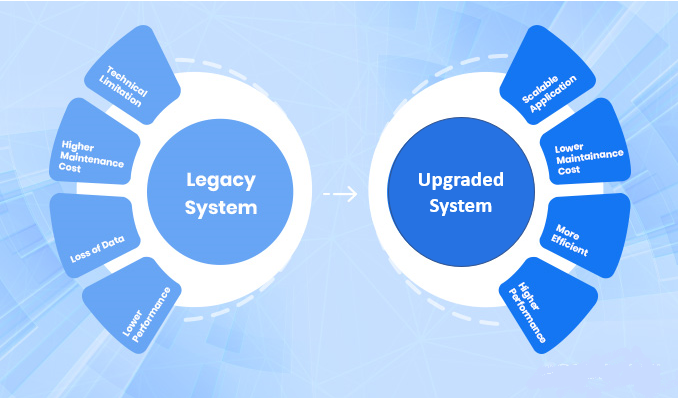 Technical
Limitation
Higher
Maintenance
Cost
Loss of Data
Lower
Performance
Legacy
System
Upgraded
System
Scalable
Application
Lower
Maintainance
Cost
More
Efficient
Higher
Performance